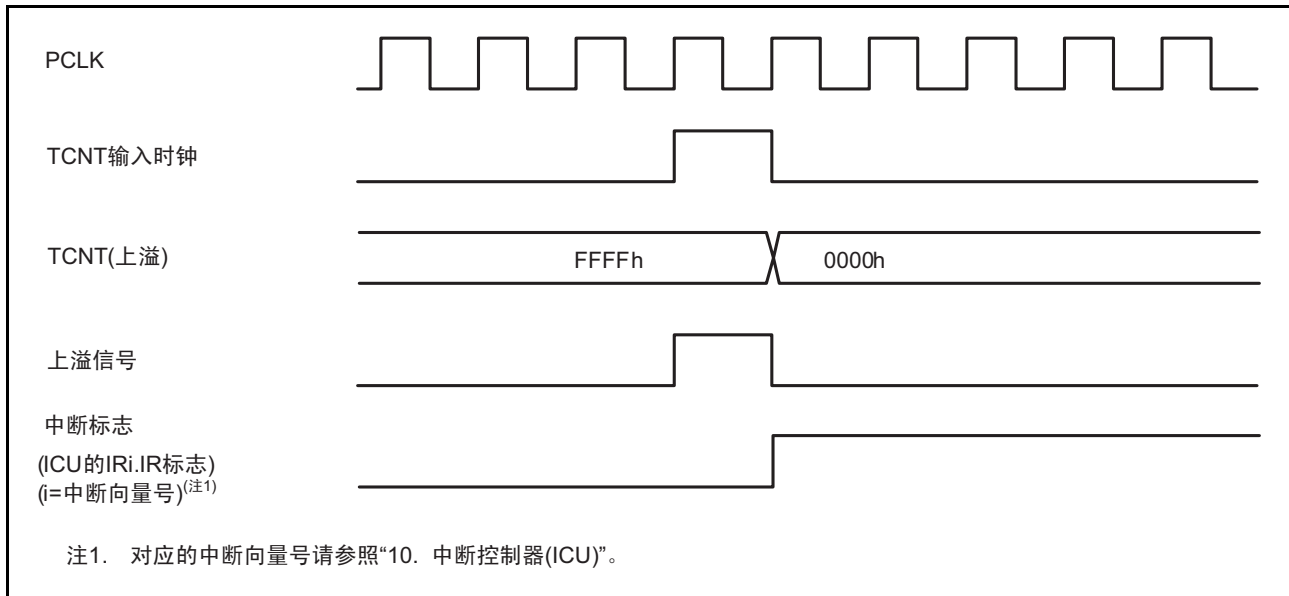 PCLK
TCNT输入时钟
TCNT(上溢)
FFFFh
0000h
上溢信号
中断标志
(ICU的IRi.IR标志)
(i=中断向量号)(注1)
注1. 对应的中断向量号请参照“10. 中断控制器(ICU)”。